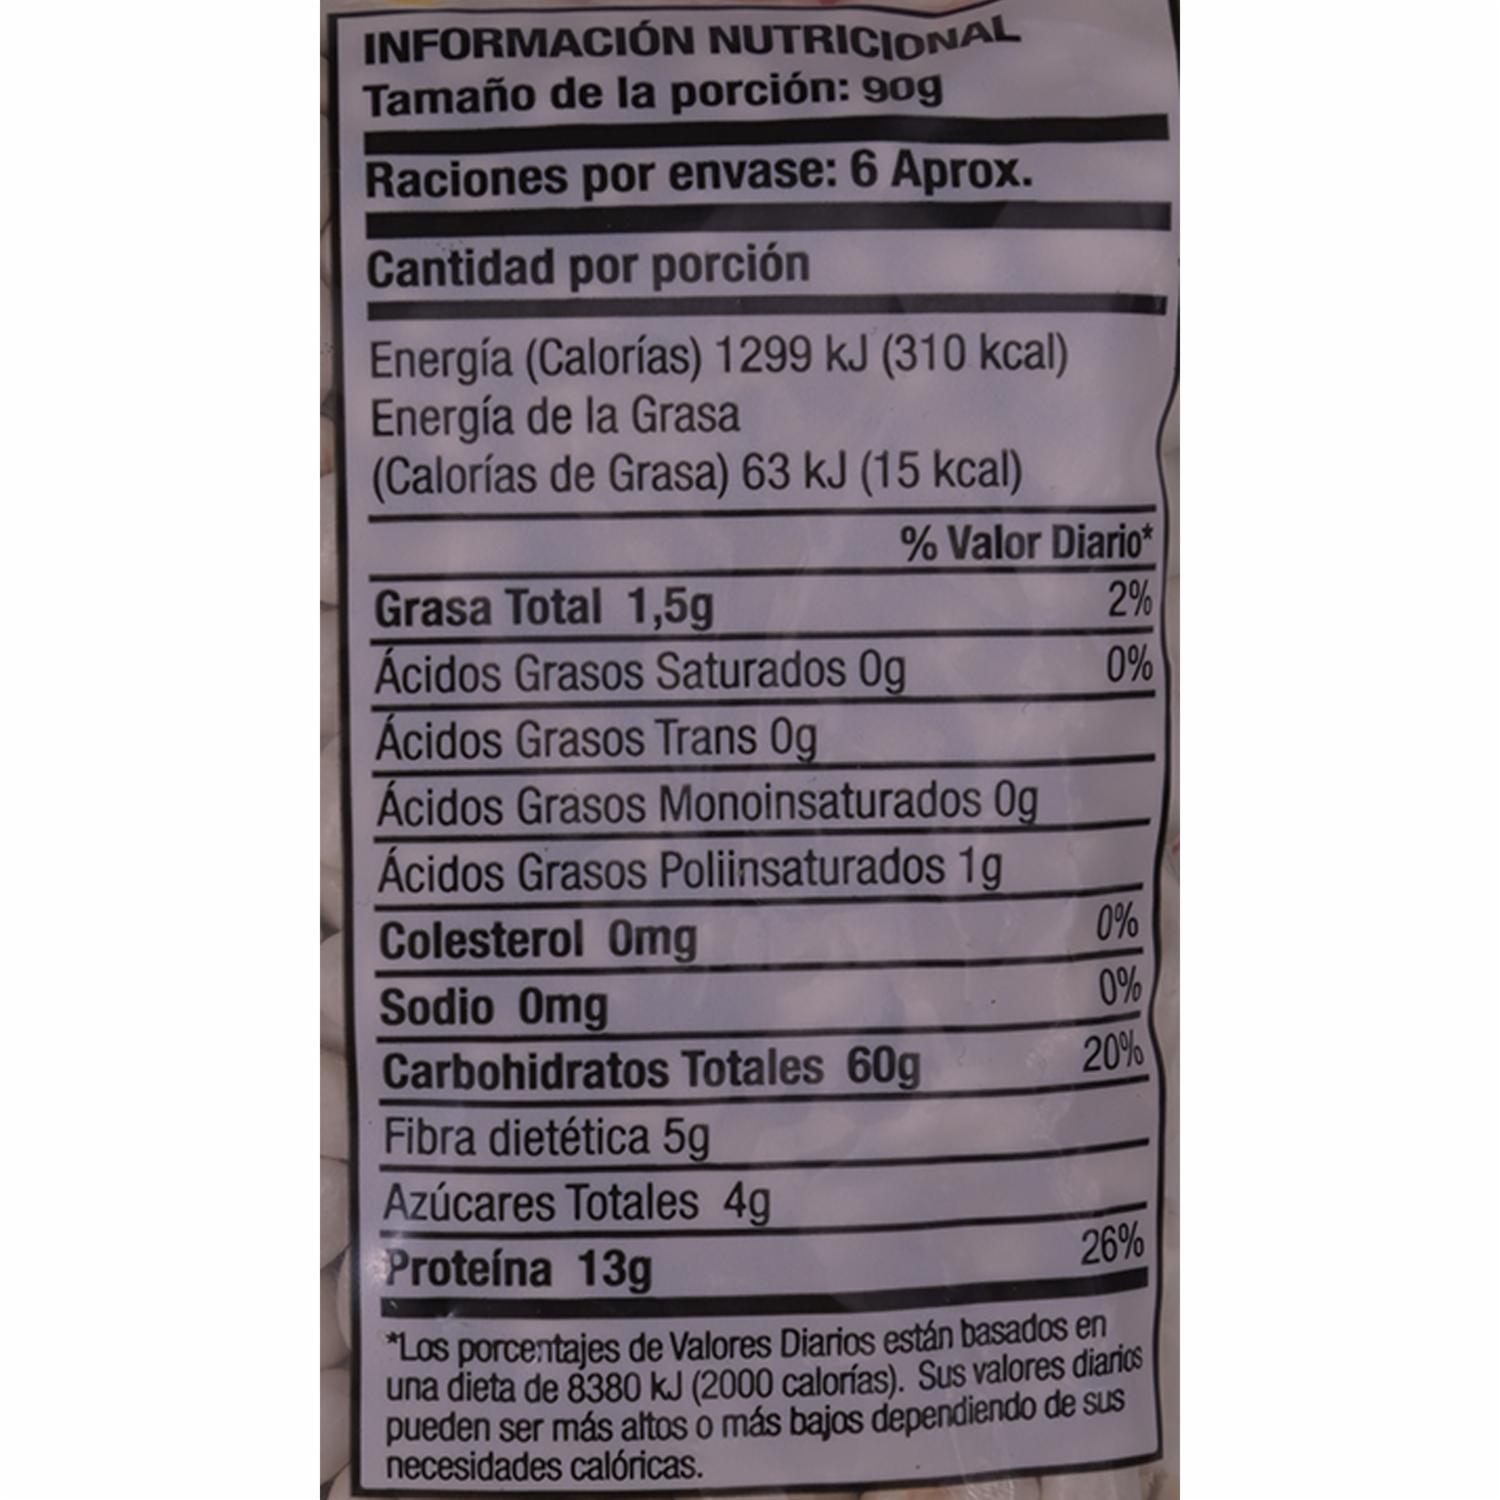 INFORMACIÓN NUTRICIONAL
Tamaño de la porción: 90g
Raciones por envase: 6 Aprox.
Cantidad por porción
Energía (Calorías) 1299 kJ (310 kcal)
Energía de la Grasa
(Calorías de Grasa) 63 kJ (15 kcal)
% Valor Diario*
Grasa Total 1,5g 2%
Ácidos Grasos Saturados 0g 0%
Ácidos Grasos Trans 0g
Ácidos Grasos Monoinsaturados 0g
Ácidos Grasos Poliinsaturados 1g
Colesterol 0mg 0%
Sodio 0mg 0%
Carbohidratos Totales 60g 20%
Fibra dietética 5g
Azúcares Totales 4g
Proteína 13g 26%
*Los porcentajes de Valores Diarios están basados en
una dieta de 8380 kJ (2000 calorías). Sus valores diarios
pueden ser más altos o más bajos dependiendo de sus
necesidades calóricas.